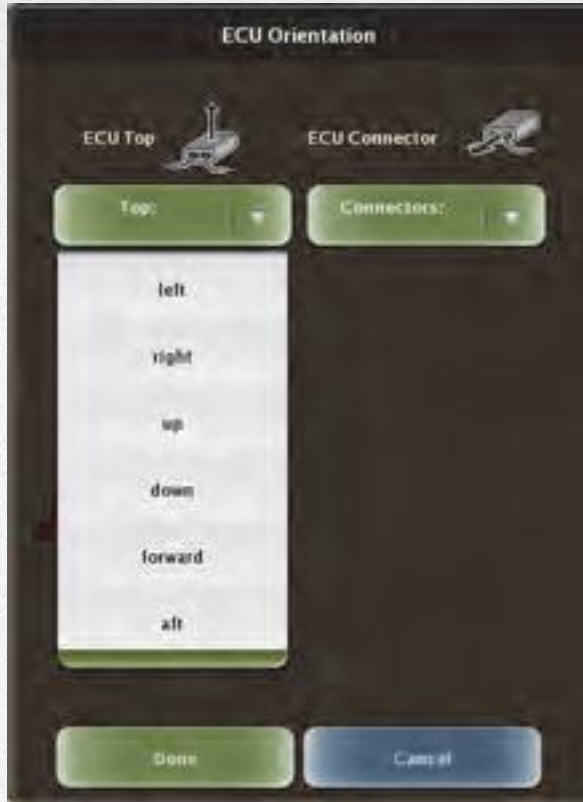 ECU Orientation
ECU Top
ECU Connector
Top:
Connectors:
left
right
up
down
forward
aft
Done
Cancel